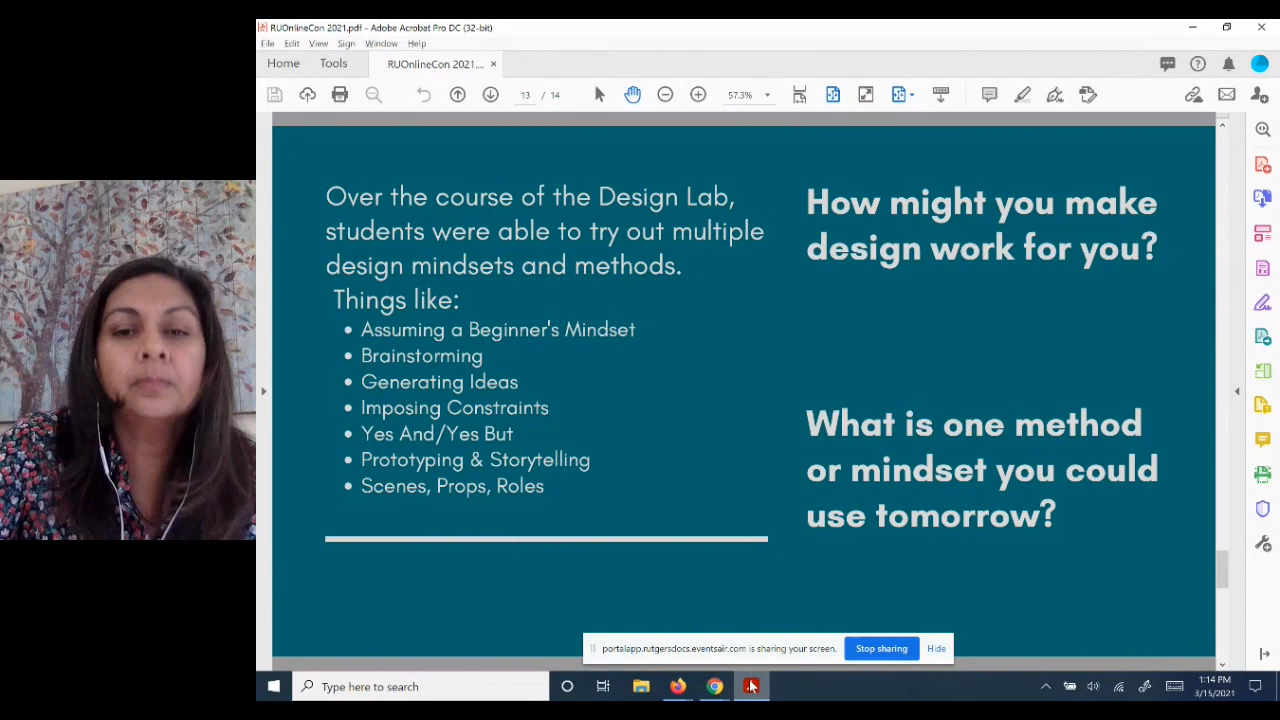 RUOnlineCon 2021.pdf - Adobe Acrobat Pro DC (32-bit)
File Edit View Sign Window Help
Home Tools RUOnlineCon 2021.... ×
13 / 14 57.3%
Over the course of the Design Lab,
students were able to try out multiple
design mindsets and methods.
Things like:
• Assuming a Beginner's Mindset
• Brainstorming
• Generating Ideas
• Imposing Constraints
• Yes And/Yes But
• Prototyping & Storytelling
• Scenes, Props, Roles
How might you make
design work for you?
What is one method
or mindset you could
use tomorrow?
portalapp.rutgersdocs.eventsair.com is sharing your screen. Stop sharing Hide
Type here to search
1:14 PM
3/15/2021